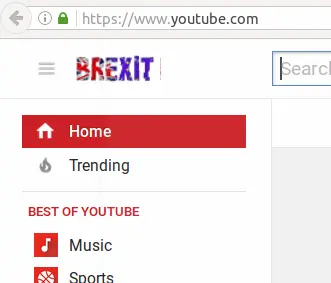 https://www.youtube.com
BREXIT
Search
Home
Trending
BEST OF YOUTUBE
Music
Sports